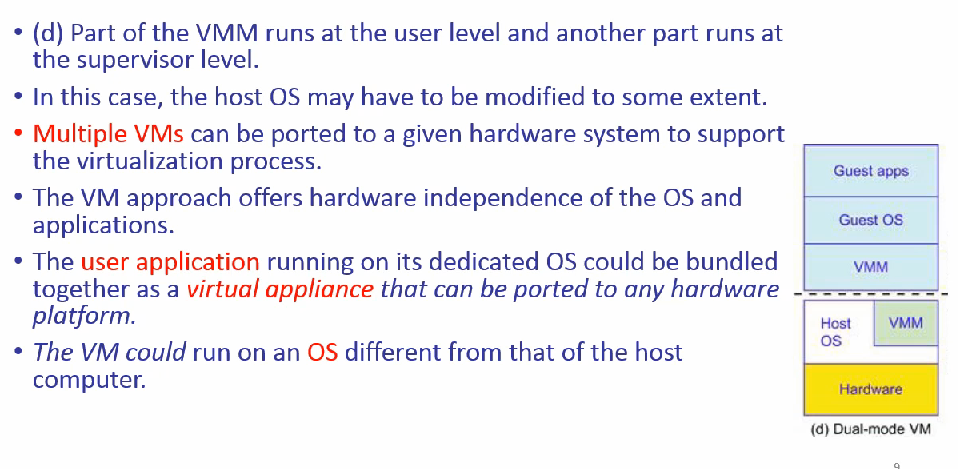 • (d) Part of the VMM runs at the user level and another part runs at
the supervisor level.
• In this case, the host OS may have to be modified to some extent.
• Multiple VMs can be ported to a given hardware system to support
the virtualization process.
• The VM approach offers hardware independence of the OS and
applications.
• The user application running on its dedicated OS could be bundled
together as a virtual appliance that can be ported to any hardware
platform.
• The VM could run on an OS different from that of the host
computer.
Guest apps
Guest OS
VMM
Host
OS
VMM
Hardware
(d) Dual-mode VM
9